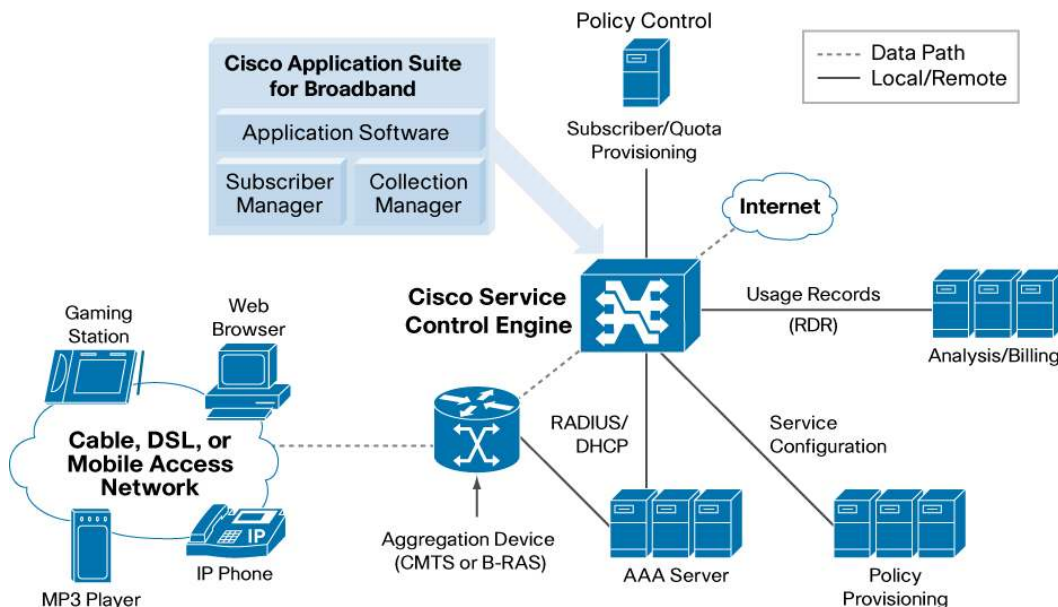 Policy Control
Data Path
Local/Remote
Cisco Application Suite
for Broadband
Application Software
Subscriber
Manager
Collection
Manager
Subscriber/Quota
Provisioning
Internet
Cisco Service
Control Engine
Usage Records
(RDR)
Analysis/Billing
Gaming
Station
Web
Browser
Cable, DSL, or
Mobile Access
Network
RADIUS/
DHCP
Service
Configuration
IP
MP3 Player
IP Phone
Aggregation Device
(CMTS or B-RAS)
AAA Server
Policy
Provisioning